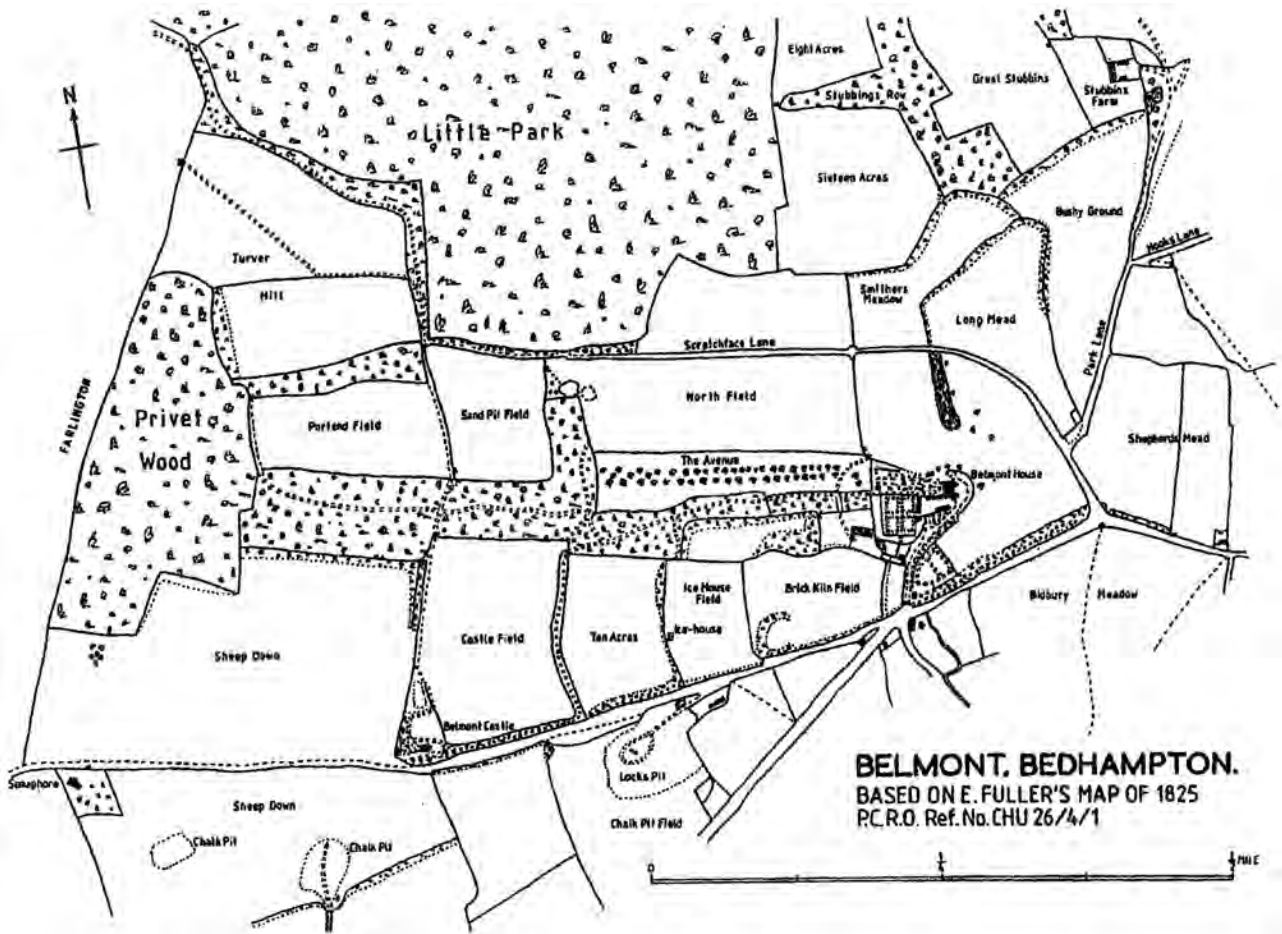 Eight Acres
Great Stubbins
Stubbins
Farm
Stubbings Row
N
Little Park
Sixteen Acres
Bushy Ground
Hooks Lane
Turver
Hill
Smithers
Meadow
Long Mead
Scratchface Lane
Park Lane
FARLINGTON
Privet
Wood
Portend Field
Sand Pit Field
North Field
Shepherds Mead
The Avenue
Belmont House
Ice House
Field
Brick Kiln Field
Bidbury Meadow
Castle Field
Ten Acres
Ice-house
Sheep Down
Belmont Castle
Semaphore
Locks Pit
Sheep Down
Chalk Pit Field
Chalk Pit
Chalk Pit
BELMONT. BEDHAMPTON.
BASED ON E. FULLER'S MAP OF 1825
P.C.R.O. Ref. No. CHU 26/4/1
0 1/4 1/2 MILE